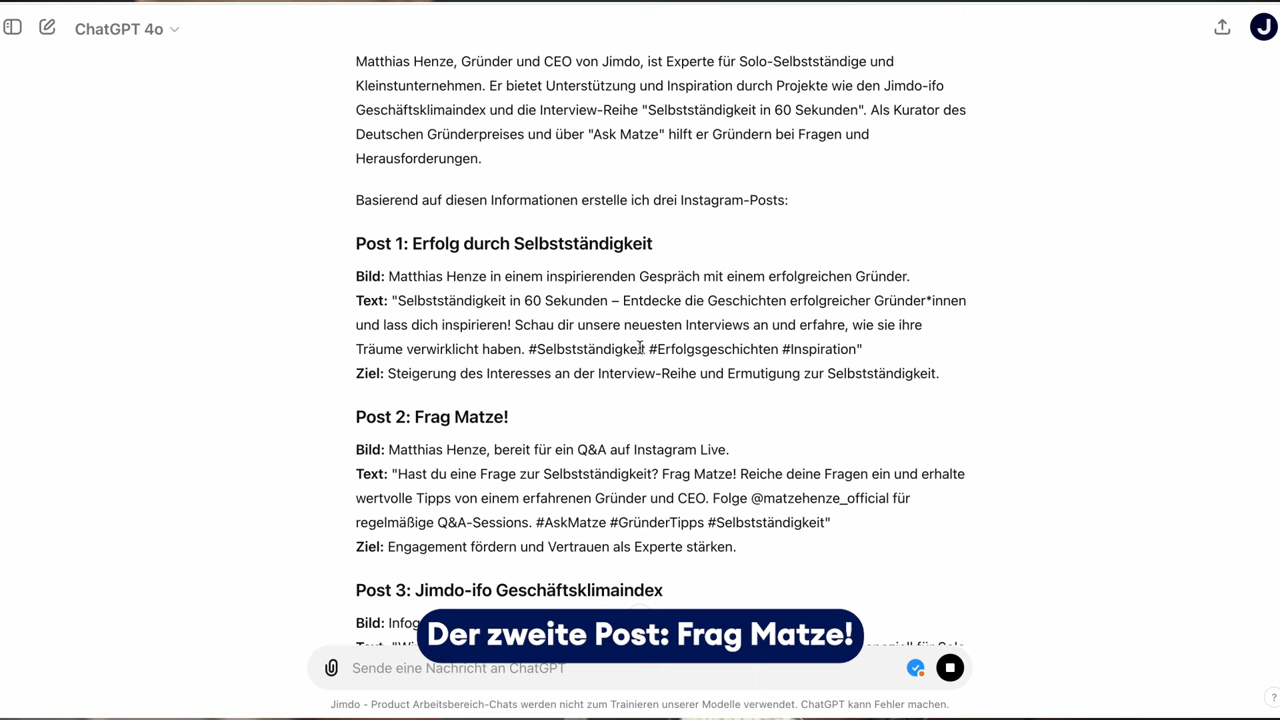 ChatGPT 4o
J
Matthias Henze, Gründer und CEO von Jimdo, ist Experte für Solo-Selbstständige und
Kleinstunternehmen. Er bietet Unterstützung und Inspiration durch Projekte wie den Jimdo-ifo
Geschäftsklimaindex und die Interview-Reihe "Selbstständigkeit in 60 Sekunden". Als Kurator des
Deutschen Gründerpreises und über "Ask Matze" hilft er Gründern bei Fragen und
Herausforderungen.
Basierend auf diesen Informationen erstelle ich drei Instagram-Posts:
Post 1: Erfolg durch Selbstständigkeit
Bild: Matthias Henze in einem inspirierenden Gespräch mit einem erfolgreichen Gründer.
Text: "Selbstständigkeit in 60 Sekunden – Entdecke die Geschichten erfolgreicher Gründer*innen
und lass dich inspirieren! Schau dir unsere neuesten Interviews an und erfahre, wie sie ihre
Träume verwirklicht haben. #Selbstständigkeit #Erfolgsgeschichten #Inspiration"
Ziel: Steigerung des Interesses an der Interview-Reihe und Ermutigung zur Selbstständigkeit.
Post 2: Frag Matze!
Bild: Matthias Henze, bereit für ein Q&A auf Instagram Live.
Text: "Hast du eine Frage zur Selbstständigkeit? Frag Matze! Reiche deine Fragen ein und erhalte
wertvolle Tipps von einem erfahrenen Gründer und CEO. Folge @matzehenze_official für
regelmäßige Q&A-Sessions. #AskMatze #GründerTipps #Selbstständigkeit"
Ziel: Engagement fördern und Vertrauen als Experte stärken.
Post 3: Jimdo-ifo Geschäftsklimaindex
Bild:
Der zweite Post: Frag Matze!
Sende eine Nachricht an ChatGPT
Jimdo - Product Arbeitsbereich-Chats werden nicht zum Trainieren unserer Modelle verwendet. ChatGPT kann Fehler machen.
?